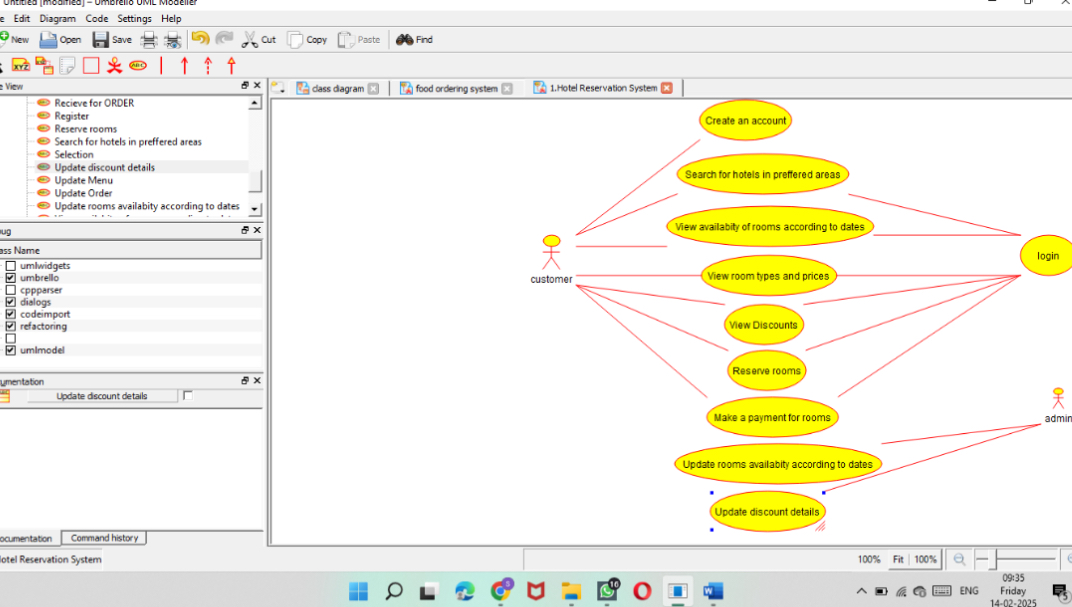 Untitled [modified] – Umbrello UML Modeller
Edit Diagram Code Settings Help
New Open Save Cut Copy Paste Find
XYZ ABC
View
class diagram food ordering system 1.Hotel Reservation System
Recieve for ORDER
Register
Reserve rooms
Search for hotels in preffered areas
Selection
Update discount details
Update Menu
Update Order
Update rooms availabity according to dates
Name
umlwidgets
umbrello
cppparser
dialogs
codeimport
refactoring
umlmodel
Update discount details
Command history
Reservation System
Create an account
Search for hotels in preffered areas
View availabity of rooms according to dates
login
customer
View room types and prices
View Discounts
Reserve rooms
Make a payment for rooms
admin
Update rooms availabity according to dates
Update discount details
100% Fit 100%
ENG
09:35
Friday
14-02-2025